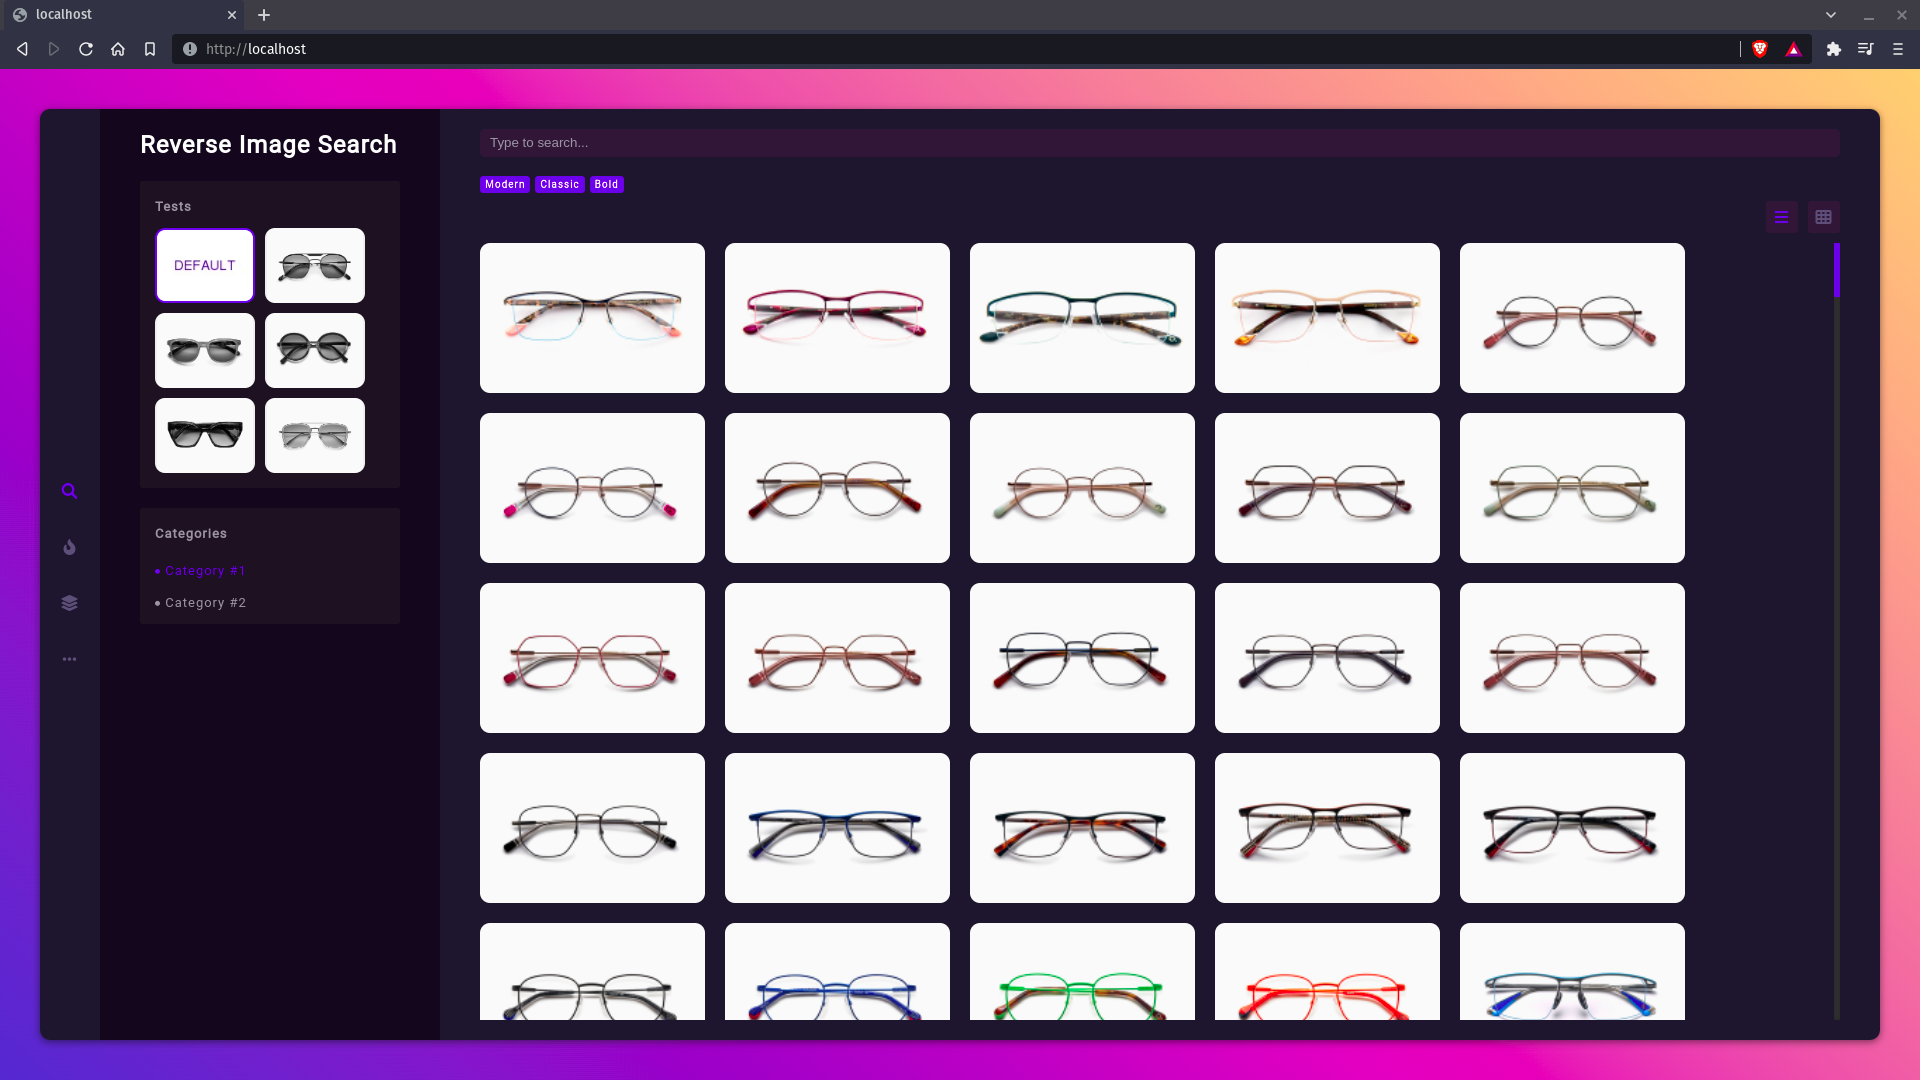 localhost
http://localhost
Reverse Image Search
Tests
DEFAULT
Categories
Category #1
Category #2
Type to search...
Modern Classic Bold